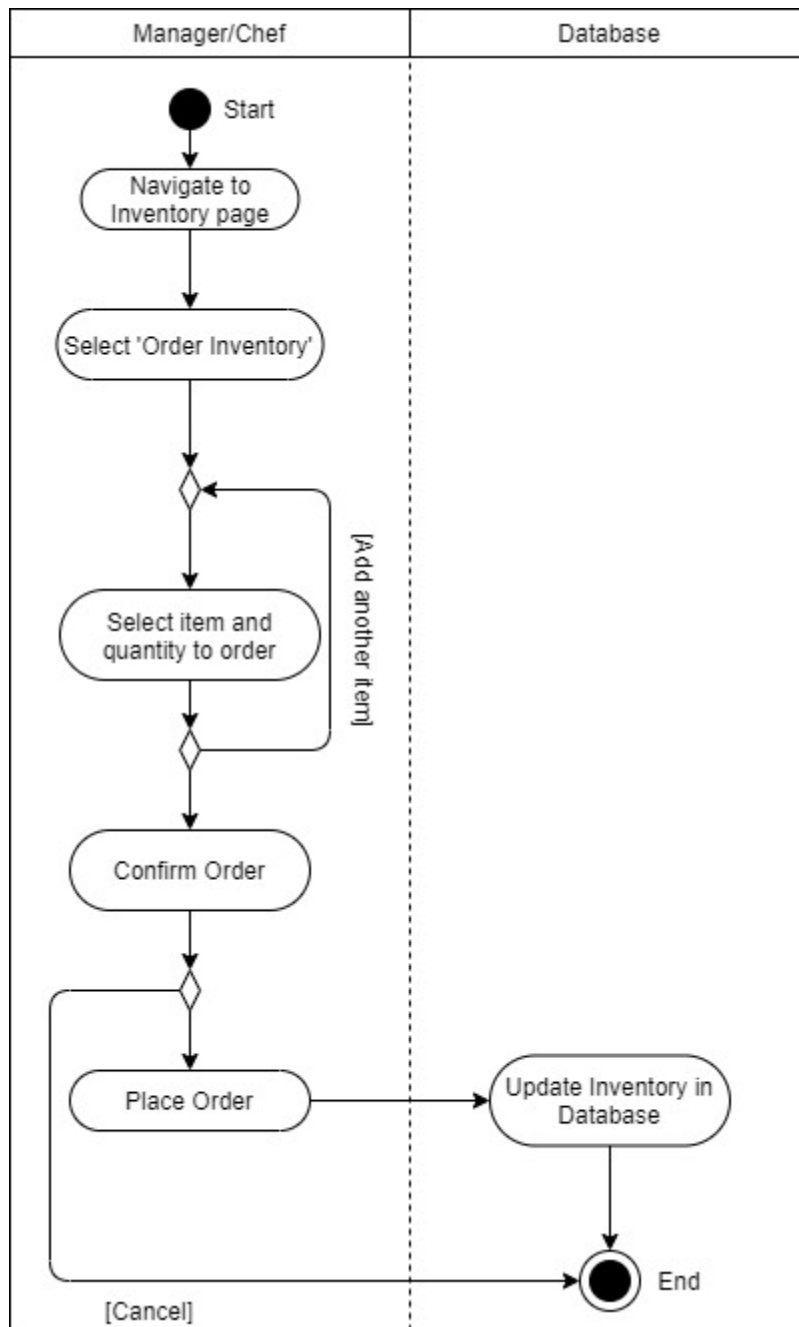 Manager/Chef
Database
Start
Navigate to
Inventory page
Select 'Order Inventory'
[Add another item]
Select item and
quantity to order
Confirm Order
Place Order
Update Inventory in
Database
End
[Cancel]